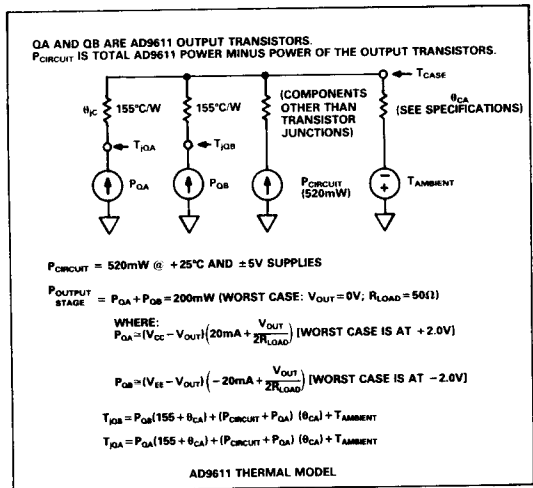 QA AND QB ARE AD9611 OUTPUT TRANSISTORS.
PCIRCUIT IS TOTAL AD9611 POWER MINUS POWER OF THE OUTPUT TRANSISTORS.
TCASE
θJC 155°C/W
155°C/W
(COMPONENTS
OTHER THAN
TRANSISTOR
JUNCTIONS)
θCA
(SEE SPECIFICATIONS)
TjQA
TjQB
PQA
PQB
PCIRCUIT
(520mW)
−
+
TAMBIENT
PCIRCUIT = 520mW @ +25°C AND ±5V SUPPLIES
POUTPUT STAGE = PQA + PQB = 200mW (WORST CASE: VOUT = 0V; RLOAD = 50Ω)
WHERE:
PQA ≃ (VCC − VOUT) (20mA + VOUT / 2RLOAD) [WORST CASE IS AT +2.0V]
PQB ≃ (VEE − VOUT) (−20mA + VOUT / 2RLOAD) [WORST CASE IS AT −2.0V]
TjQB = PQB(155 + θCA) + (PCIRCUIT + PQA) (θCA) + TAMBIENT
TjQA = PQA(155 + θCA) + (PCIRCUIT + PQA) (θCA) + TAMBIENT
AD9611 THERMAL MODEL